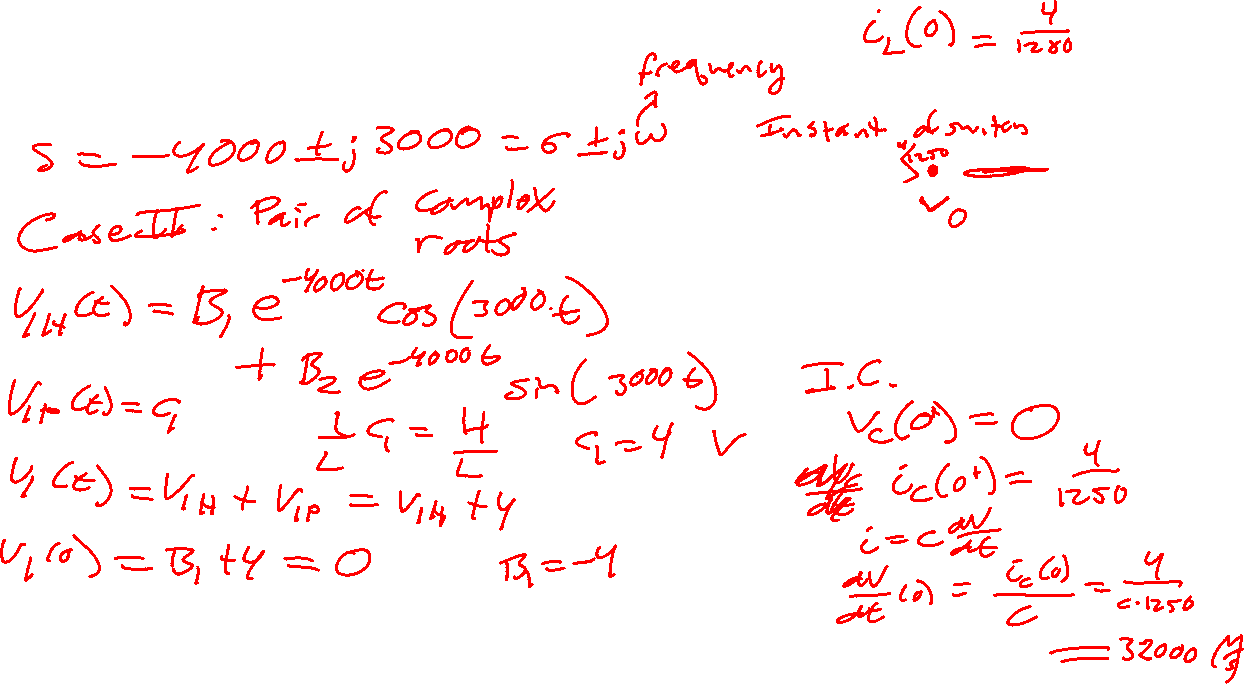 i_L(0) = 4/1280
frequency
s = -4000 ± j 3000 = σ ± jω
Instant of switch
1250
V0
Case II : Pair of complex
roots
V_1H(t) = B_1 e^{-4000t} cos(3000·t)
+ B_2 e^{-4000t} sin(3000t)
V_1P(t) = C_1
1/L C_1 = 4/L C_1 = 4 V
V_1(t) = V_1H + V_1P = V_1H + 4
V_1(0) = B_1 + 4 = 0 B_1 = -4
I.C.
V_C(0+) = 0
i_C(0+) = 4/1250
i = C dV/dt
dV/dt (0) = i_C(0)/C = 4/(C·1250)
= 32000 (V/s)